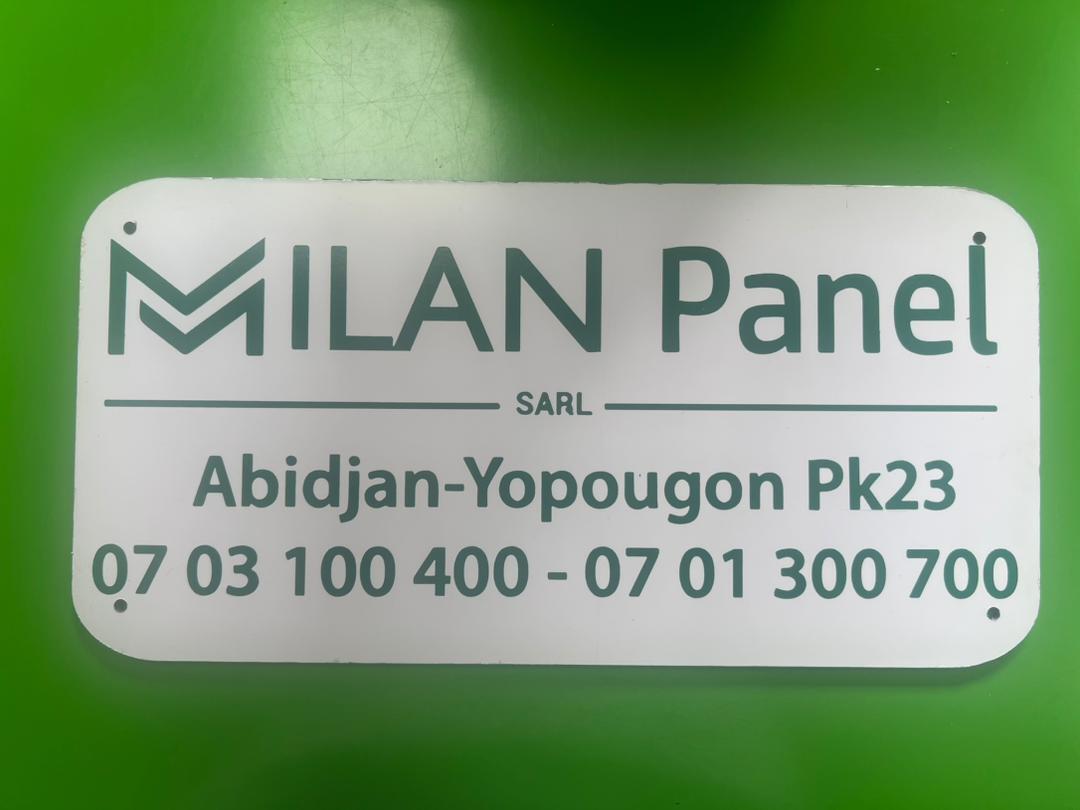 MILAN Panel
SARL
Abidjan-Yopougon Pk23
07 03 100 400 - 07 01 300 700